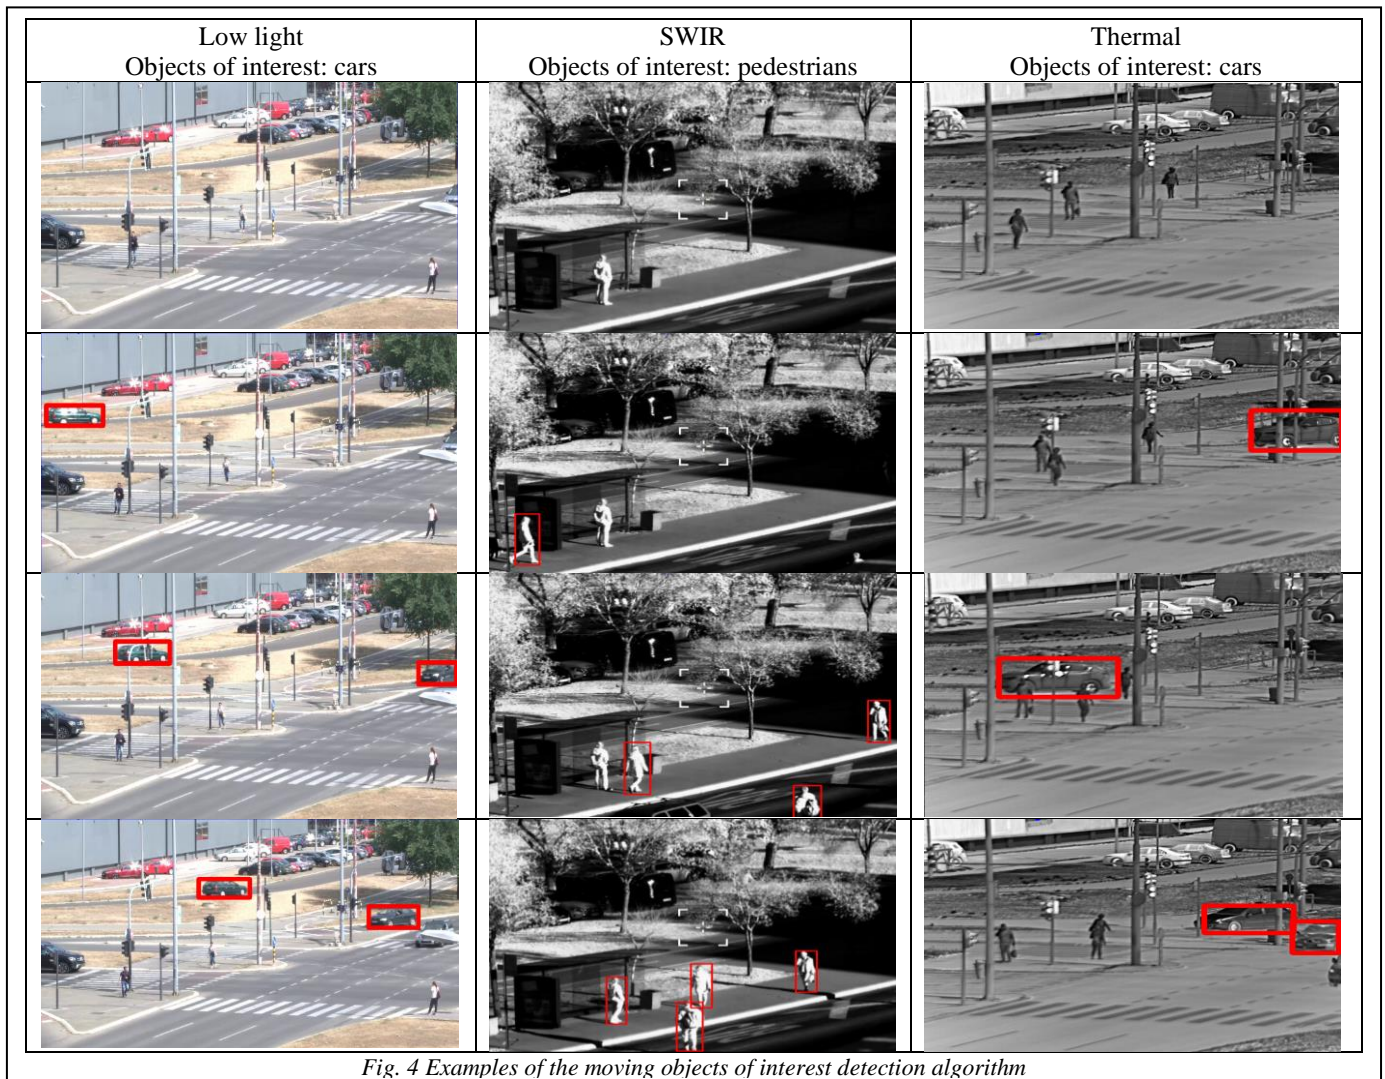 Low light
Objects of interest: cars
SWIR
Objects of interest: pedestrians
Thermal
Objects of interest: cars
Fig. 4 Examples of the moving objects of interest detection algorithm